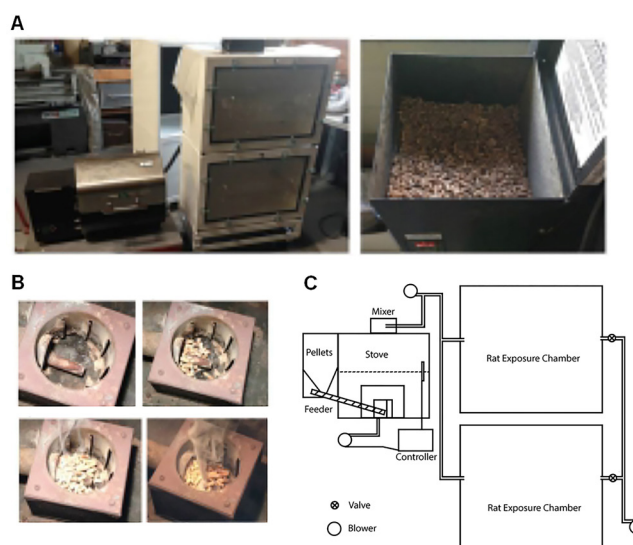 A
B
C
Mixer
Pellets
Stove
Feeder
Controller
Rat Exposure Chamber
Rat Exposure Chamber
Valve
Blower